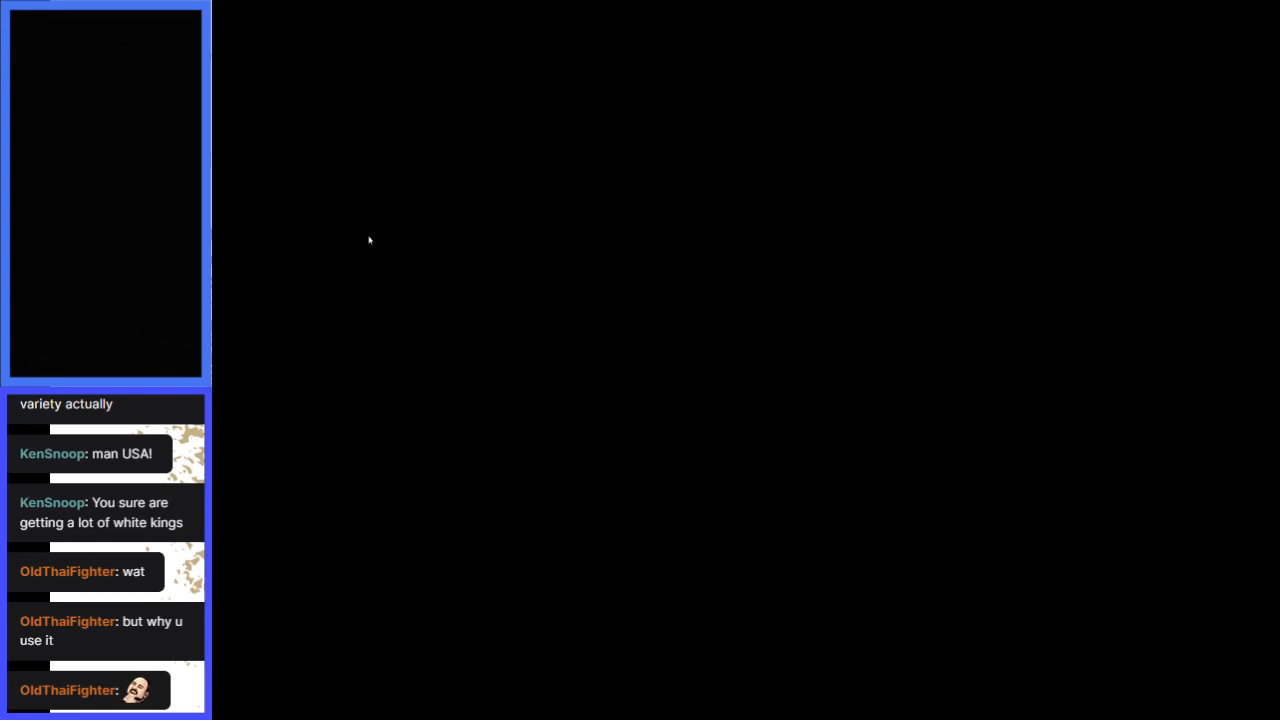 variety actually
KenSnoop: man USA!
KenSnoop: You sure are
getting a lot of white kings
OldThaiFighter: wat
OldThaiFighter: but why u
use it
OldThaiFighter: